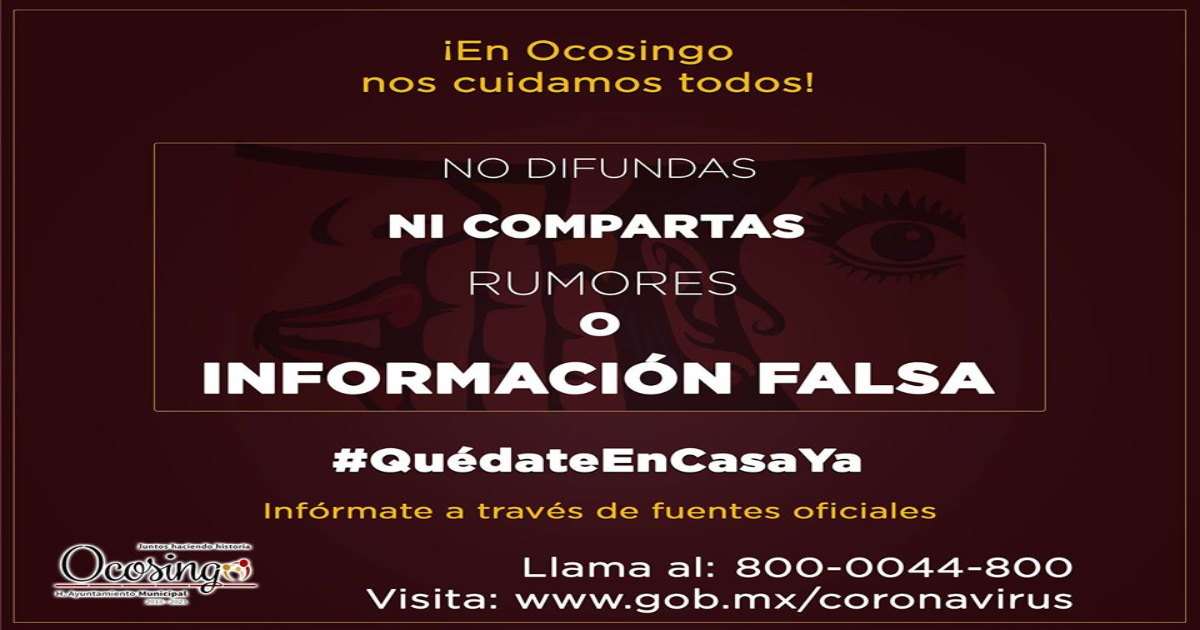 ¡En Ocosingo
nos cuidamos todos!
NO DIFUNDAS
NI COMPARTAS
RUMORES
O
INFORMACIÓN FALSA
#QuédateEnCasaYa
Infórmate a través de fuentes oficiales
Juntos haciendo historia
Ocosingo
H. Ayuntamiento Municipal
Llama al: 800-0044-800
Visita: www.gob.mx/coronavirus